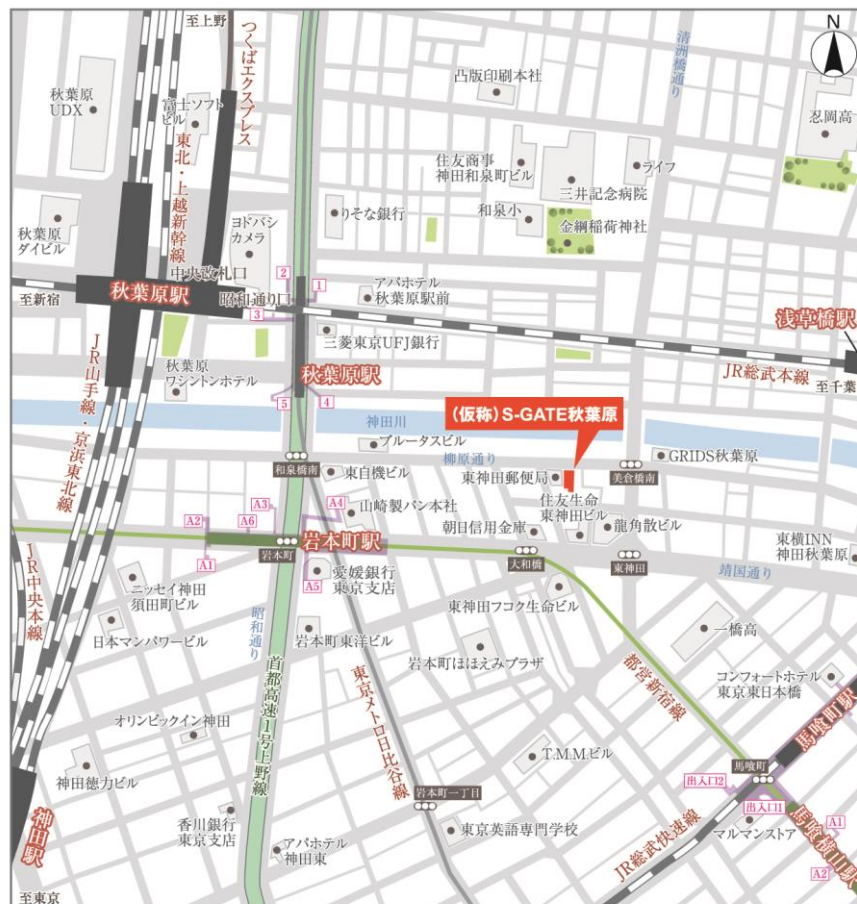 至上野
つくばエクスプレス
N
清洲橋通り
凸版印刷本社
秋葉原
UDX
富士ソフト
ビル
忍岡高
東北・上越新幹線
住友商事
神田和泉町ビル
ライフ
三井記念病院
りそな銀行
和泉小
ヨドバシ
カメラ
金綱稲荷神社
秋葉原
ダイビル
中央改札口
2
1
アパホテル
秋葉原駅前
至新宿
秋葉原駅
昭和通り口
3
浅草橋駅
三菱東京UFJ銀行
JR山手線・京浜東北線
秋葉原
ワシントンホテル
秋葉原駅
JR総武本線
至千葉
5
4
(仮称)S-GATE秋葉原
神田川
ブルータスビル
柳原通り
GRIDS秋葉原
和泉橋南
東自機ビル
東神田郵便局
美倉橋南
A3
A4
住友生命
東神田ビル
山崎製パン本社
A2
A6
朝日信用金庫
龍角散ビル
岩本町
岩本町駅
大和橋
東神田
東横INN
神田秋葉原
A1
A5
愛媛銀行
東京支店
靖国通り
JR中央本線
ニッセイ神田
須田町ビル
東神田フコク生命ビル
昭和通り
日本マンパワービル
岩本町東洋ビル
一橋高
岩本町ほほえみプラザ
首都高速1号上野線
東京メトロ日比谷線
都営新宿線
コンフォートホテル
東京東日本橋
馬喰町駅
オリンピックイン神田
T.M.M.ビル
神田徳力ビル
馬喰町
出入口2
岩本町一丁目
出入口1
神田駅
香川銀行
東京支店
東京英語専門学校
マルマンストア
A1
JR総武快速線
馬喰横山駅
アパホテル
神田東
A2
至東京